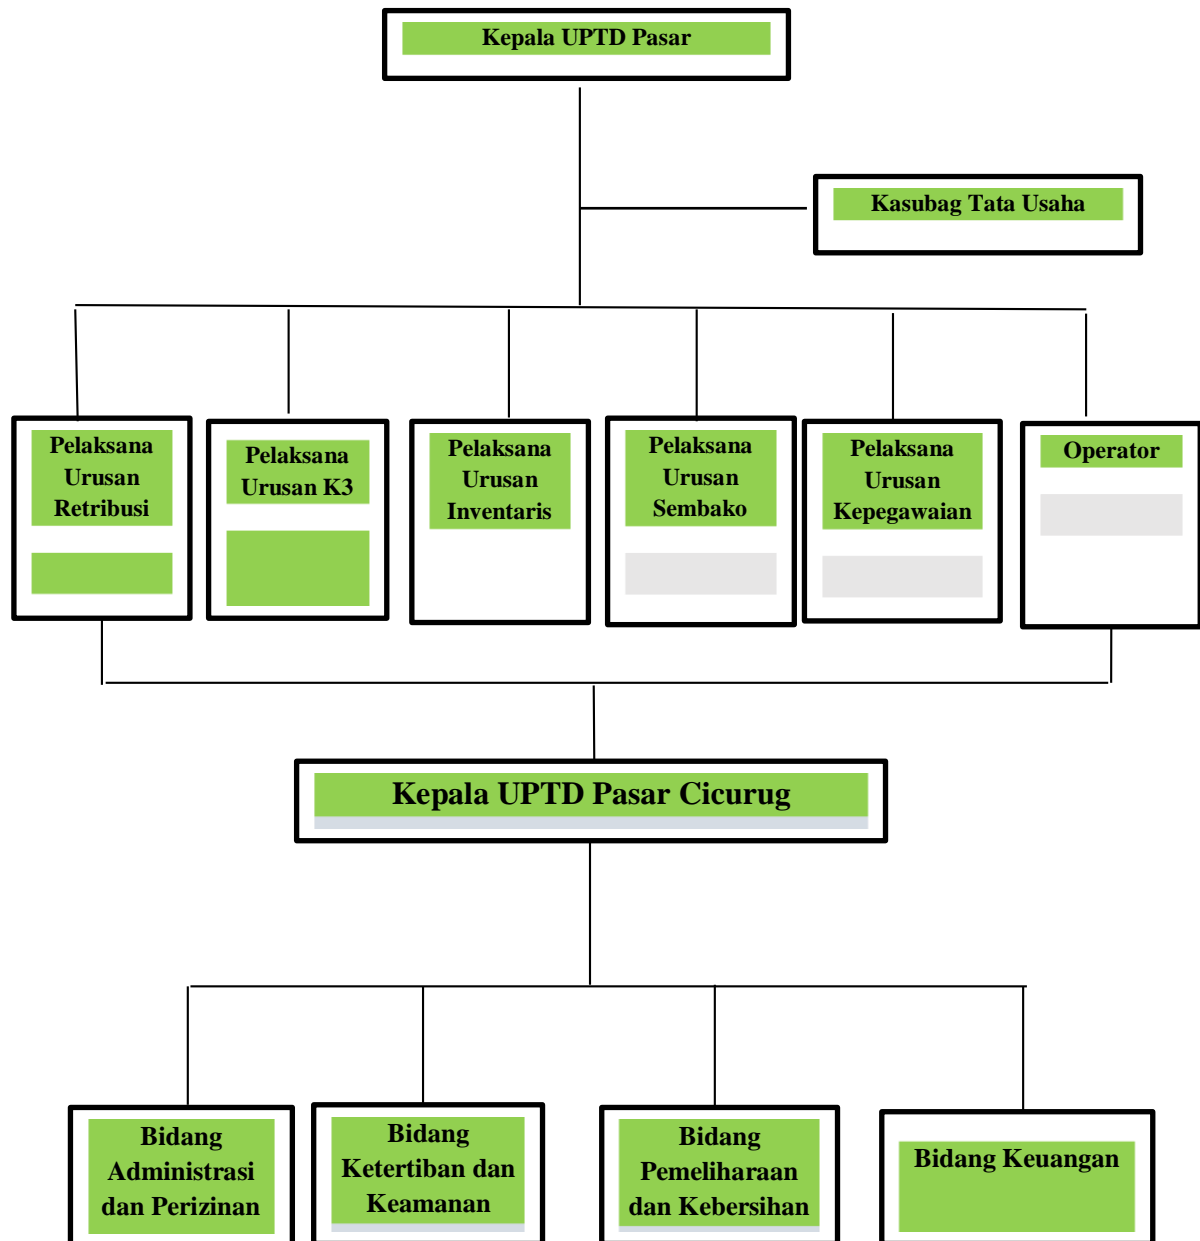 Kepala UPTD Pasar
Kasubag Tata Usaha
Pelaksana
Urusan
Retribusi
Pelaksana
Urusan K3
Pelaksana
Urusan
Inventaris
Pelaksana
Urusan
Sembako
Pelaksana
Urusan
Kepegawaian
Operator
Kepala UPTD Pasar Cicurug
Bidang
Administrasi
dan Perizinan
Bidang
Ketertiban dan
Keamanan
Bidang
Pemeliharaan
dan Kebersihan
Bidang Keuangan